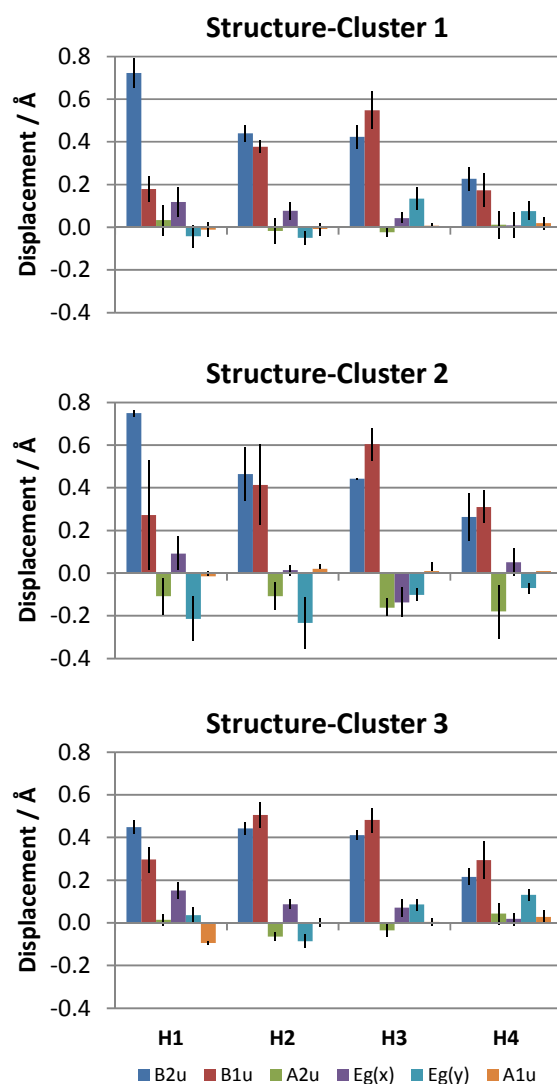 Structure-Cluster 1
Displacement / Å
0.8
0.6
0.4
0.2
0.0
-0.2
-0.4
Structure-Cluster 2
Displacement / Å
0.8
0.6
0.4
0.2
0.0
-0.2
-0.4
Structure-Cluster 3
Displacement / Å
0.8
0.6
0.4
0.2
0.0
-0.2
-0.4
H1 H2 H3 H4
B2u B1u A2u Eg(x) Eg(y) A1u